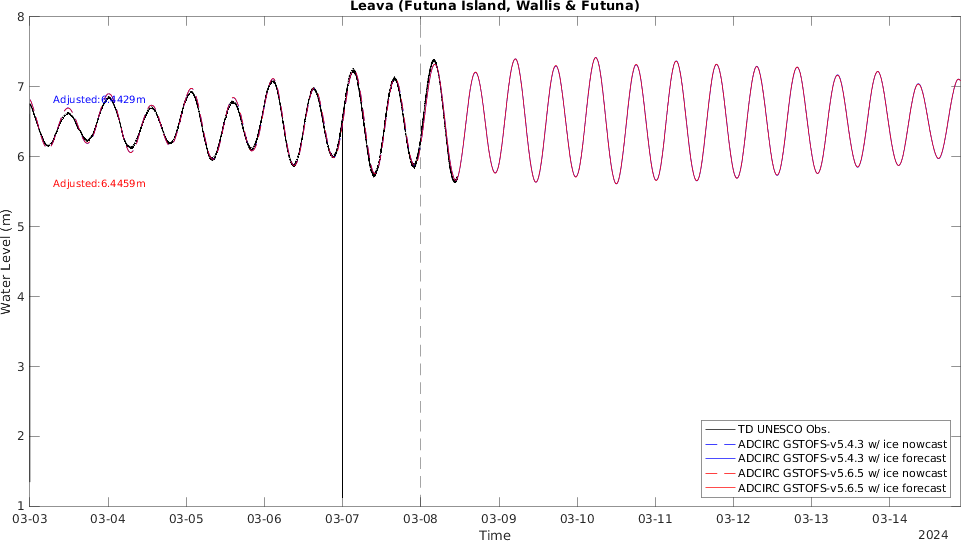 Leava (Futuna Island, Wallis & Futuna)
8
7
6
5
4
3
2
1
Water Level (m)
Adjusted:6.4429m
Adjusted:6.4459m
TD UNESCO Obs.
ADCIRC GSTOFS-v5.4.3 w/ ice nowcast
ADCIRC GSTOFS-v5.4.3 w/ ice forecast
ADCIRC GSTOFS-v5.6.5 w/ ice nowcast
ADCIRC GSTOFS-v5.6.5 w/ ice forecast
03-03 03-04 03-05 03-06 03-07 03-08 03-09 03-10 03-11 03-12 03-13 03-14
Time
2024